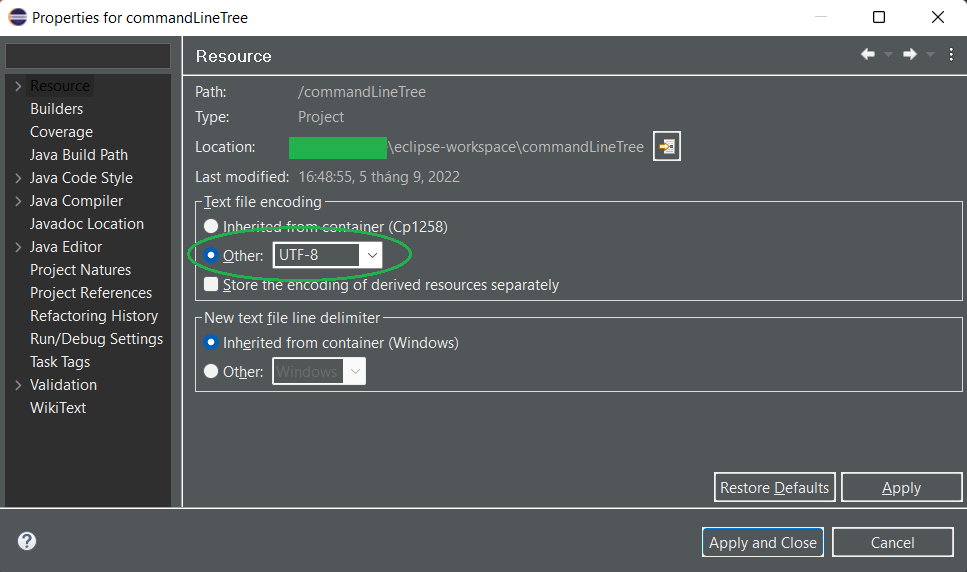 Properties for commandLineTree
Resource
Resource
Builders
Coverage
Java Build Path
Java Code Style
Java Compiler
Javadoc Location
Java Editor
Project Natures
Project References
Refactoring History
Run/Debug Settings
Task Tags
Validation
WikiText
Path: /commandLineTree
Type: Project
Location: \eclipse-workspace\commandLineTree
Last modified: 16:48:55, 5 tháng 9, 2022
Text file encoding
Inherited from container (Cp1258)
Other: UTF-8
Store the encoding of derived resources separately
New text file line delimiter
Inherited from container (Windows)
Other: Windows
Restore Defaults Apply
Apply and Close Cancel